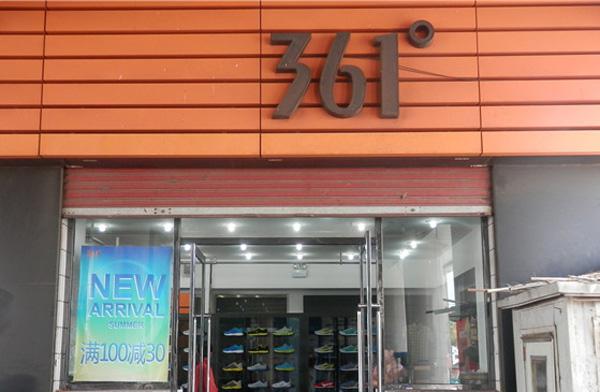 361°
NEW
ARRIVAL
SUMMER
满100减30